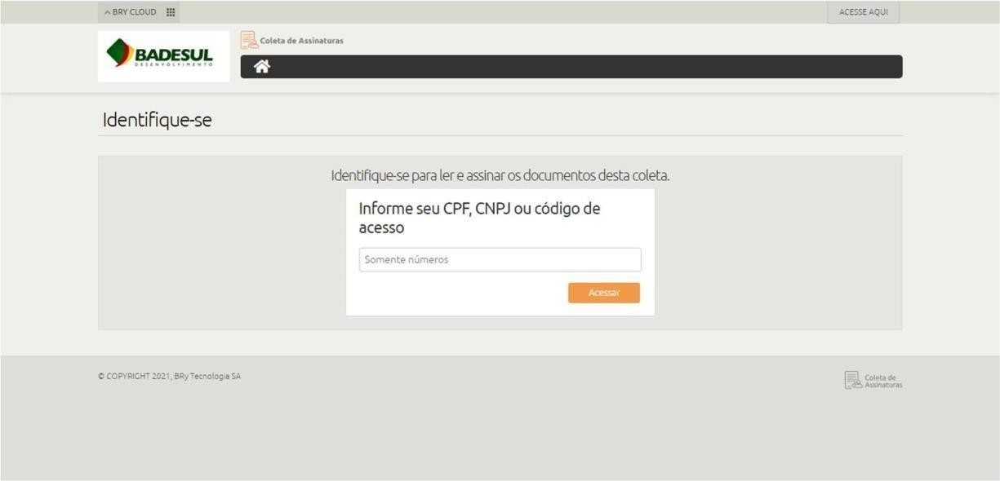 BRY CLOUD
ACESSE AQUI
BADESUL
DESENVOLVIMENTO
Coleta de Assinaturas
Identifique-se
Identifique-se para ler e assinar os documentos desta coleta.
Informe seu CPF, CNPJ ou código de
acesso
Somente números
Acessar
© COPYRIGHT 2021, BRy Tecnologia SA
Coleta de
Assinaturas